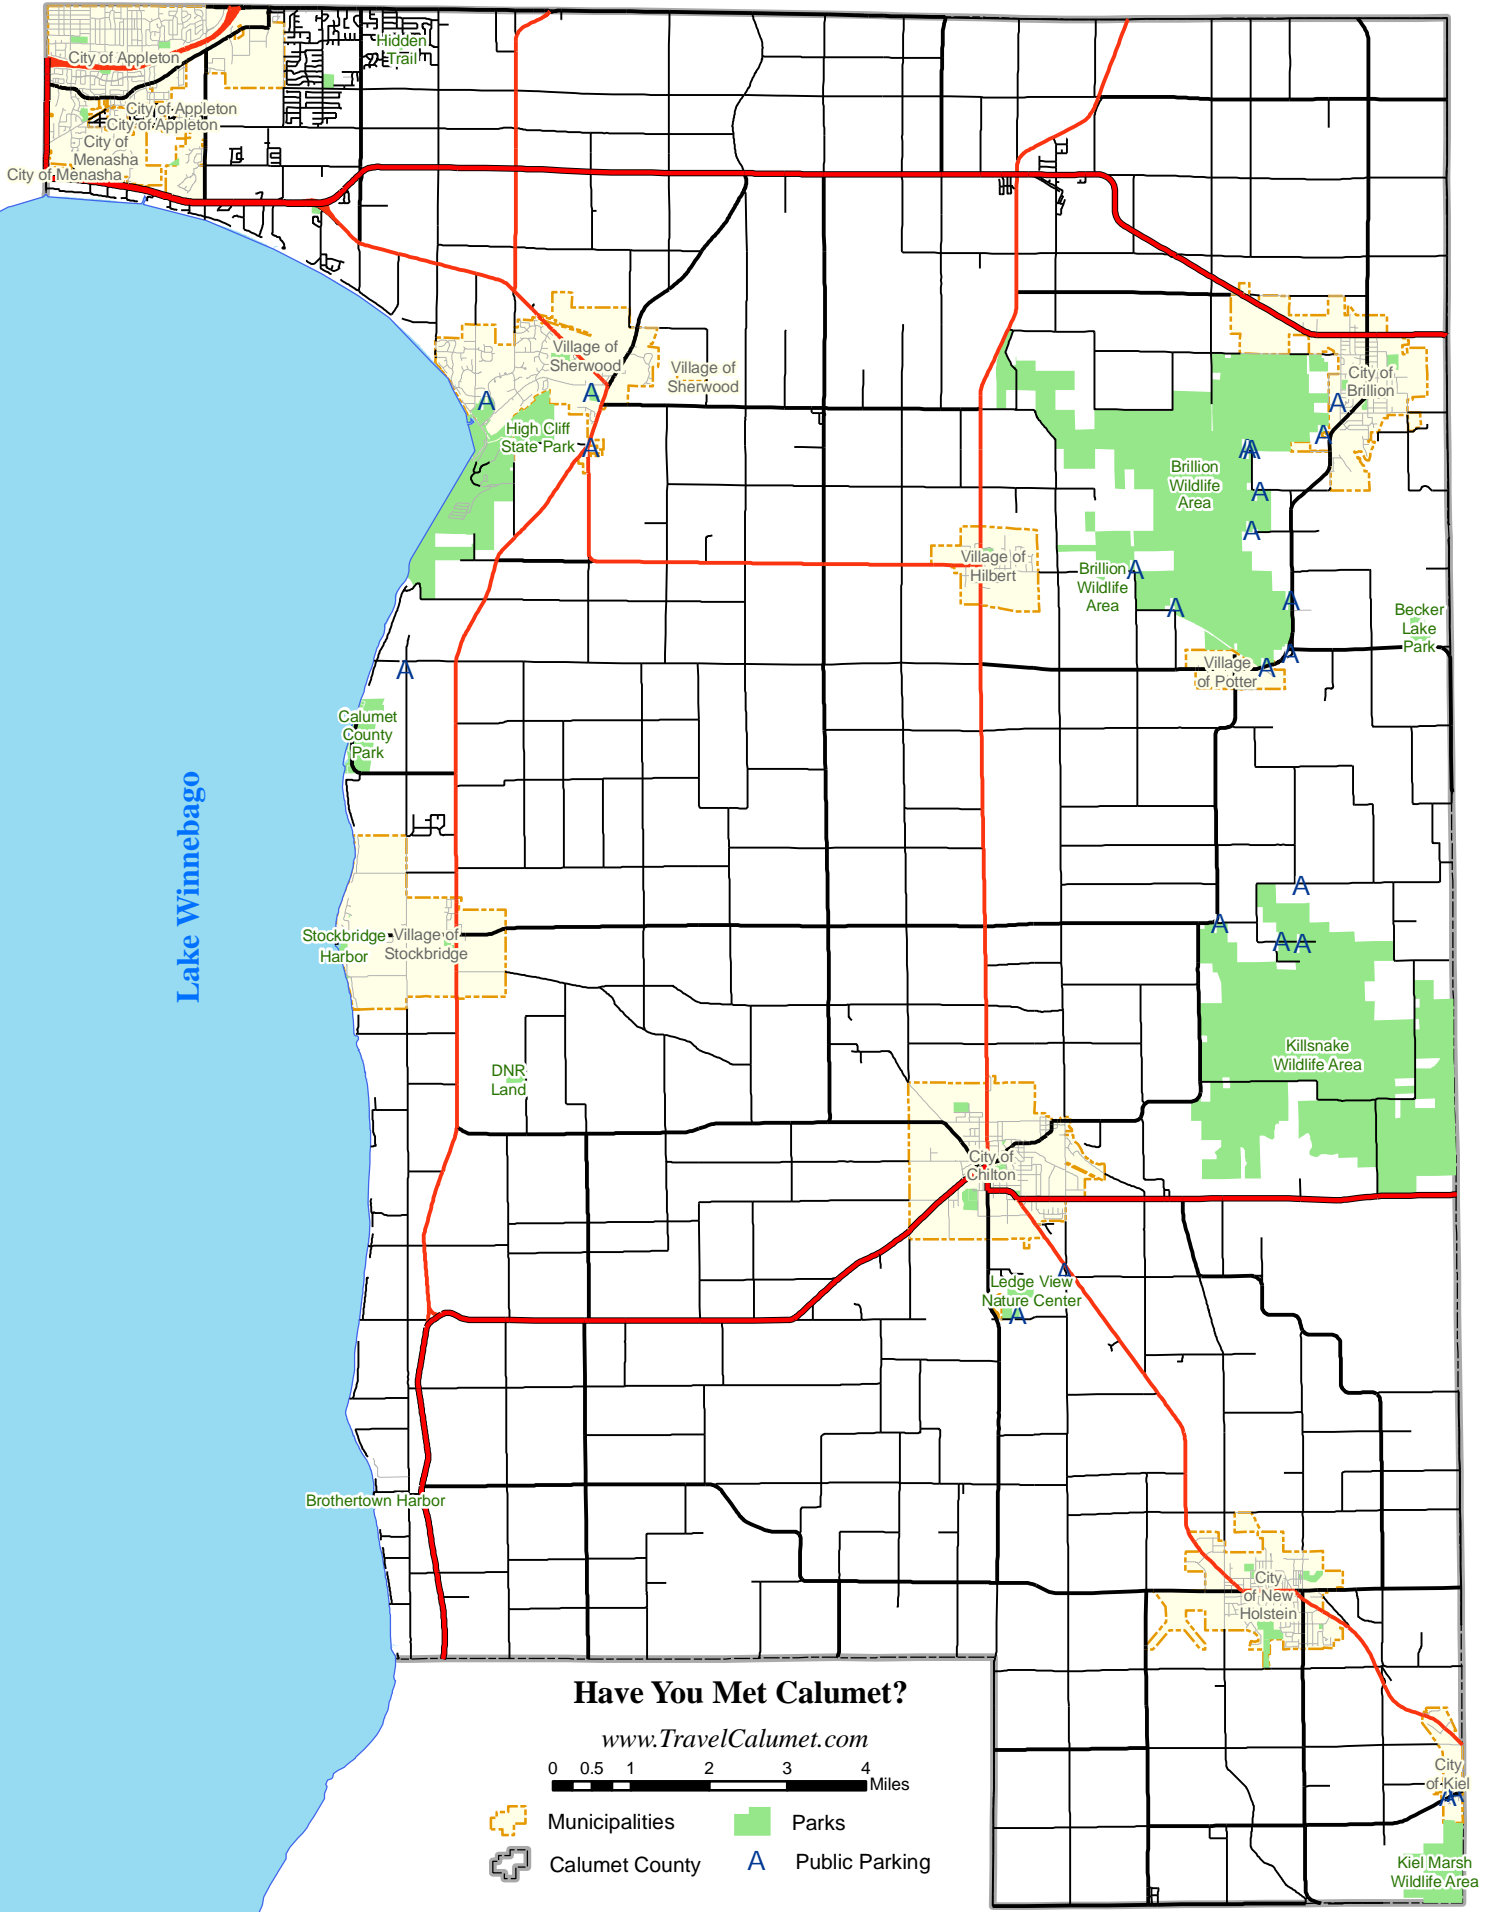 Hidden
Trail
City of Appleton
City of Appleton
City of Appleton
City of
Menasha
City of Menasha
Village of
Sherwood
Village of
Sherwood
City of
Brillion
A
A
A
A
A
High Cliff
State Park
Brillion
Wildlife
Area
A
A
A
A
Village of
Hilbert
Brillion
Wildlife
Area
A
A
A
Becker
Lake
Park
Village
of Potter
A
A
A
Calumet
County
Park
Lake Winnebago
A
A
A
A
Stockbridge
Harbor
Village of
Stockbridge
Killsnake
Wildlife Area
DNR
Land
City of
Chilton
A
Ledge View
Nature Center
A
Brothertown Harbor
City
of New
Holstein
City
of Kiel
A
A
Kiel Marsh
Wildlife Area
Have You Met Calumet?
www.TravelCalumet.com
0 0.5 1 2 3 4
Miles
Municipalities
Parks
Calumet County
A Public Parking